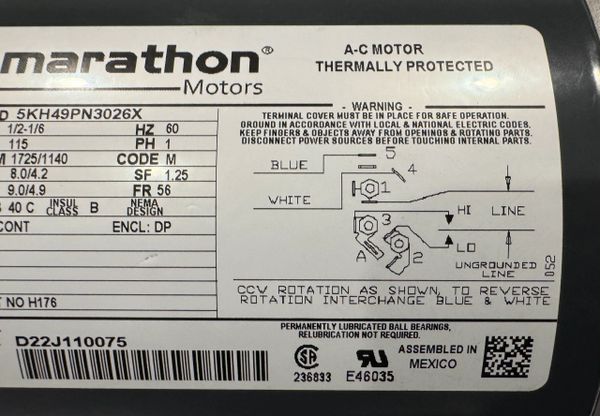 marathon®
Motors
A-C MOTOR
THERMALLY PROTECTED
D 5KH49PN3026X
1/2-1/6 HZ 60
115 PH 1
M 1725/1140 CODE M
8.0/4.2 SF 1.25
9.0/4.9 FR 56
40 C INSUL CLASS B NEMA DESIGN
CONT ENCL: DP
T NO H176
D22J110075
- WARNING -
TERMINAL COVER MUST BE IN PLACE FOR SAFE OPERATION.
GROUND IN ACCORDANCE WITH LOCAL & NATIONAL ELECTRIC CODES.
KEEP FINGERS & OBJECTS AWAY FROM OPENINGS & ROTATING PARTS.
DISCONNECT POWER SOURCES BEFORE TOUCHING INTERNAL PARTS.
5
BLUE
4
1
WHITE
HI LINE
3
LO
A 2
UNGROUNDED
LINE
052
CCW ROTATION AS SHOWN, TO REVERSE
ROTATION INTERCHANGE BLUE & WHITE
PERMANENTLY LUBRICATED BALL BEARINGS,
RELUBRICATION NOT REQUIRED.
ASSEMBLED IN
MEXICO
236833 E46035